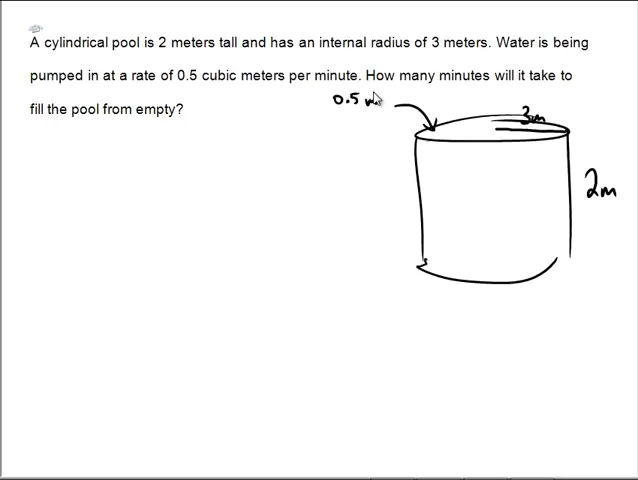 A cylindrical pool is 2 meters tall and has an internal radius of 3 meters. Water is being
pumped in at a rate of 0.5 cubic meters per minute. How many minutes will it take to
fill the pool from empty?
0.5
3m
2m